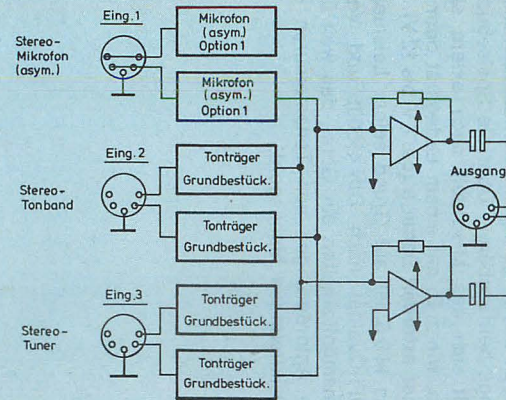 Eing.1
Stereo-
Mikrofon
(asym.)
Mikrofon
(asym.)
Option 1
Mikrofon
(asym.)
Option 1
Eing.2
Stereo-
Tonband
Tonträger
Grundbestück.
Tonträger
Grundbestück.
Ausgang
Eing.3
Stereo-
Tuner
Tonträger
Grundbestück.
Tonträger
Grundbestück.